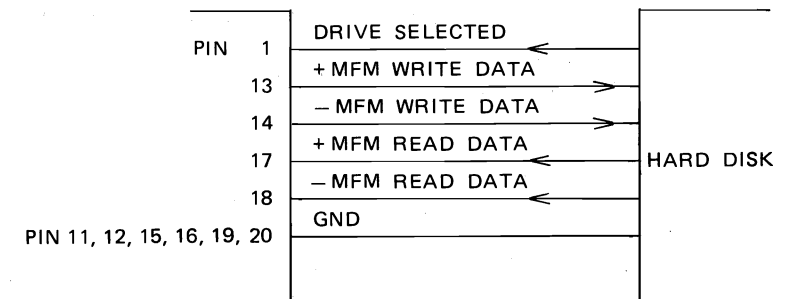 DRIVE SELECTED
PIN 1
+ MFM WRITE DATA
13
– MFM WRITE DATA
14
+ MFM READ DATA
17
HARD DISK
– MFM READ DATA
18
GND
PIN 11, 12, 15, 16, 19, 20